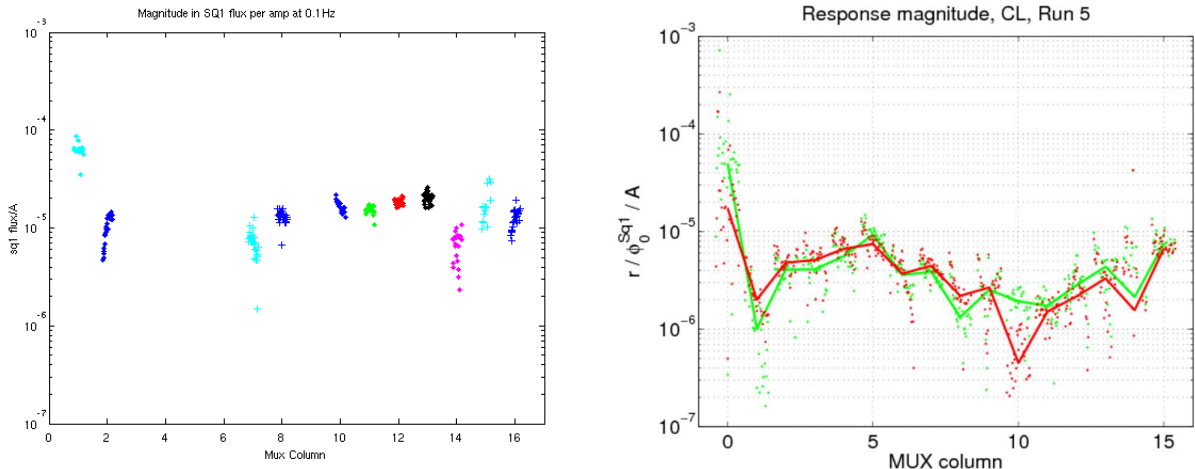 Magnitude in SQ1 flux per amp at 0.1Hz
10^-3
10^-4
10^-5
10^-6
10^-7
sq1 flux/A
0 2 4 6 8 10 12 14 16
Mux Column
Response magnitude, CL, Run 5
10^-3
10^-4
10^-5
10^-6
10^-7
r / ϕ_0^Sq1 / A
0 5 10 15
MUX column